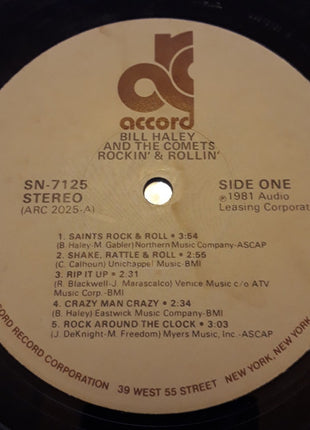 accord
BILL HALEY
AND THE COMETS
ROCKIN' & ROLLIN'
SN-7125
STEREO
(ARC 2025-A)
SIDE ONE
℗1981 Audio
Leasing Corporat
1. SAINTS ROCK & ROLL • 3:54
(B. Haley-M. Gabler) Northern Music Company-ASCAP
2. SHAKE, RATTLE & ROLL • 2:55
(C. Calhoun) Unichappel Music-BMI
3. RIP IT UP • 2:31
(R. Blackwell-J. Marascalco) Venice Music c/o ATV
Music Corp.-BMI
4. CRAZY MAN CRAZY • 2:34
(B. Haley) Eastwick Music Company-BMI
5. ROCK AROUND THE CLOCK • 3:03
(J. DeKnight-M. Freedom) Myers Music, Inc.-ASCAP
CORD RECORD CORPORATION 39 WEST 55 STREET NEW YORK, NEW YORK,